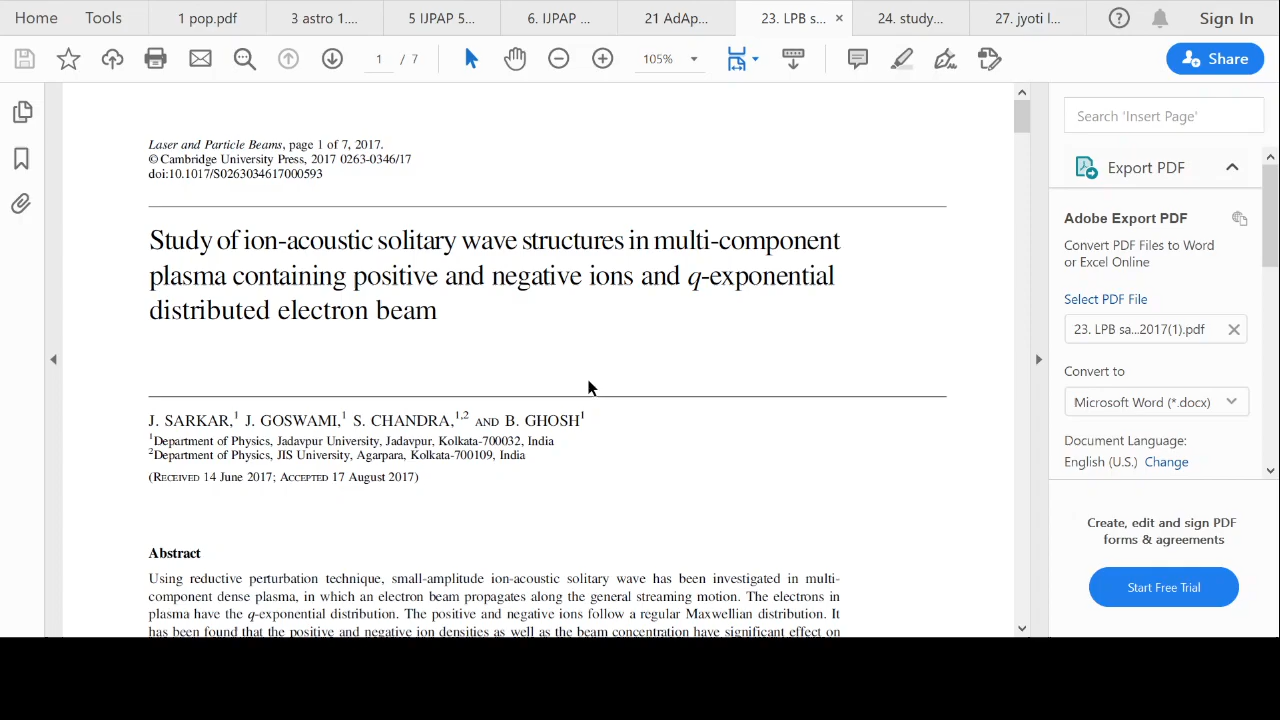 Home Tools 1 pop.pdf 3 astro 1.... 5 IJPAP 5... 6. IJPAP ... 21 AdAp... 23. LPB s... × 24. study... 27. jyoti l... Sign In
1 / 7 105% Share
Search 'Insert Page'
Export PDF
Adobe Export PDF
Convert PDF Files to Word
or Excel Online
Select PDF File
23. LPB sa...2017(1).pdf
Convert to
Microsoft Word (*.docx)
Document Language:
English (U.S.) Change
Create, edit and sign PDF
forms & agreements
Start Free Trial
Laser and Particle Beams, page 1 of 7, 2017.
© Cambridge University Press, 2017 0263-0346/17
doi:10.1017/S0263034617000593
Study of ion-acoustic solitary wave structures in multi-component
plasma containing positive and negative ions and q-exponential
distributed electron beam
J. SARKAR,1 J. GOSWAMI,1 S. CHANDRA,1,2 AND B. GHOSH1
1Department of Physics, Jadavpur University, Jadavpur, Kolkata-700032, India
2Department of Physics, JIS University, Agarpara, Kolkata-700109, India
(RECEIVED 14 June 2017; ACCEPTED 17 August 2017)
Abstract
Using reductive perturbation technique, small-amplitude ion-acoustic solitary wave has been investigated in multi-
component dense plasma, in which an electron beam propagates along the general streaming motion. The electrons in
plasma have the q-exponential distribution. The positive and negative ions follow a regular Maxwellian distribution. It
has been found that the positive and negative ion densities as well as the beam concentration have significant effect on